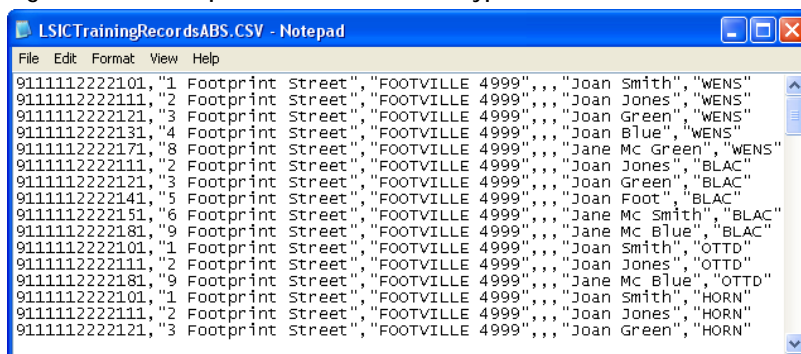 LSICTrainingRecordsABS.CSV - Notepad
File Edit Format View Help
9111112222101,"1 Footprint Street","FOOTVILLE 4999",,,"Joan Smith","WENS"
9111112222111,"2 Footprint Street","FOOTVILLE 4999",,,"Joan Jones","WENS"
9111112222121,"3 Footprint Street","FOOTVILLE 4999",,,"Joan Green","WENS"
9111112222131,"4 Footprint Street","FOOTVILLE 4999",,,"Joan Blue","WENS"
9111112222171,"8 Footprint Street","FOOTVILLE 4999",,,"Jane Mc Green","WENS"
9111112222111,"2 Footprint Street","FOOTVILLE 4999",,,"Joan Jones","BLAC"
9111112222121,"3 Footprint Street","FOOTVILLE 4999",,,"Joan Green","BLAC"
9111112222141,"5 Footprint Street","FOOTVILLE 4999",,,"Joan Foot","BLAC"
9111112222151,"6 Footprint Street","FOOTVILLE 4999",,,"Jane Mc Smith","BLAC"
9111112222181,"9 Footprint Street","FOOTVILLE 4999",,,"Jane Mc Blue","BLAC"
9111112222101,"1 Footprint Street","FOOTVILLE 4999",,,"Joan Smith","OTTD"
9111112222111,"2 Footprint Street","FOOTVILLE 4999",,,"Joan Jones","OTTD"
9111112222181,"9 Footprint Street","FOOTVILLE 4999",,,"Jane Mc Blue","OTTD"
9111112222101,"1 Footprint Street","FOOTVILLE 4999",,,"Joan Smith","HORN"
9111112222111,"2 Footprint Street","FOOTVILLE 4999",,,"Joan Jones","HORN"
9111112222121,"3 Footprint Street","FOOTVILLE 4999",,,"Joan Green","HORN"